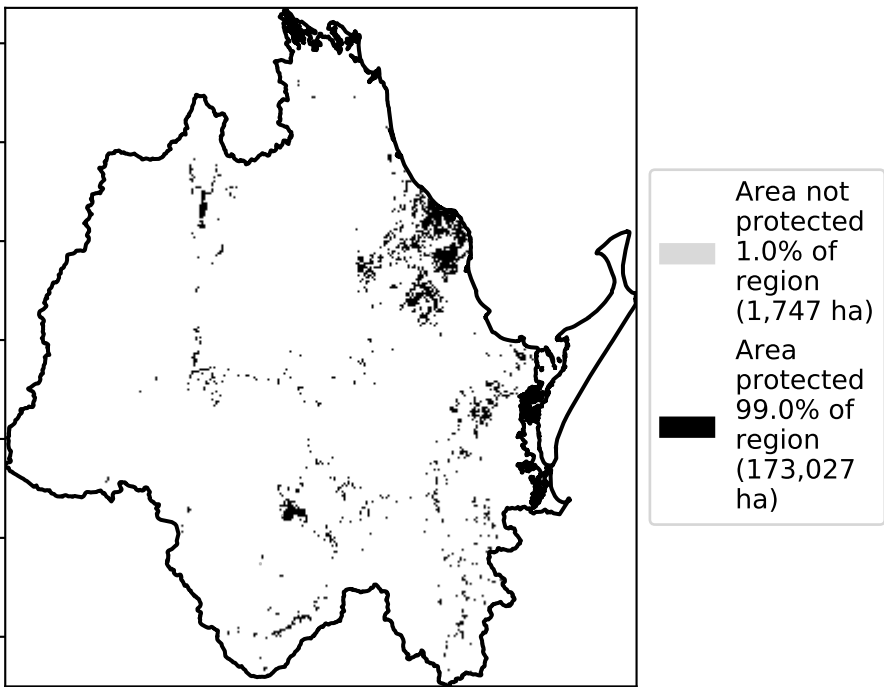 Area not
protected
1.0% of
region
(1,747 ha)
Area
protected
99.0% of
region
(173,027
ha)